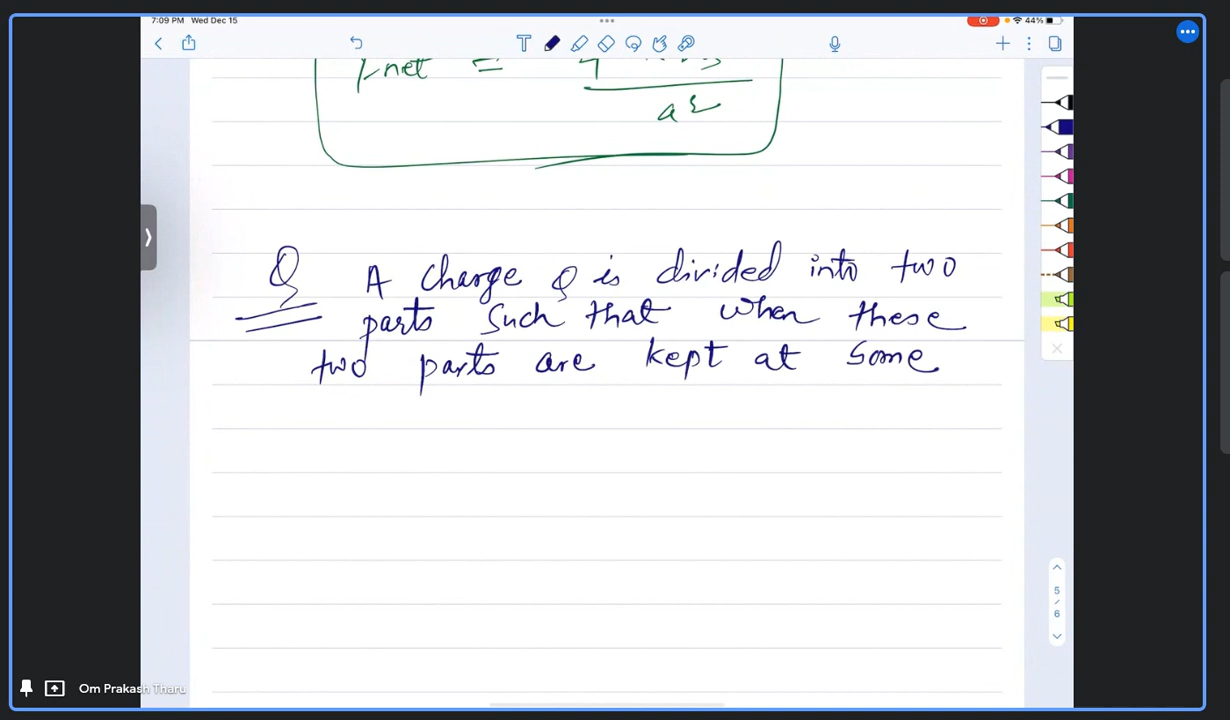 7:09 PM Wed Dec 15
44%
T
net =
a²
Q A charge Q is divided into two
parts such that when these
two parts are kept at some
5
/
6
Om Prakash Tharu